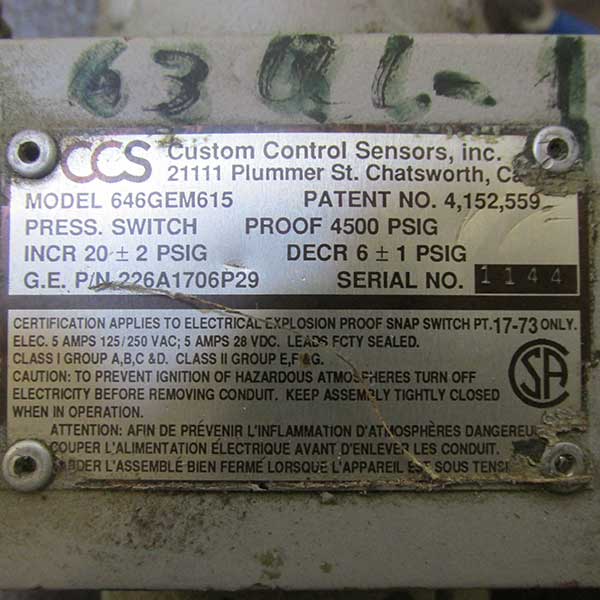 63QL-1
CCS Custom Control Sensors, Inc.
21111 Plummer St. Chatsworth, Ca
MODEL 646GEM615 PATENT NO. 4,152,559
PRESS. SWITCH PROOF 4500 PSIG
INCR 20 ± 2 PSIG DECR 6 ± 1 PSIG
G.E. P/N 226A1706P29 SERIAL NO. 1144
CERTIFICATION APPLIES TO ELECTRICAL EXPLOSION PROOF SNAP SWITCH PT. 17-73 ONLY.
ELEC. 5 AMPS 125/250 VAC; 5 AMPS 28 VDC. LEADS FCTY SEALED.
CLASS I GROUP A,B,C &D. CLASS II GROUP E,F &G.
CAUTION: TO PREVENT IGNITION OF HAZARDOUS ATMOSPHERES TURN OFF
ELECTRICITY BEFORE REMOVING CONDUIT. KEEP ASSEMBLY TIGHTLY CLOSED
WHEN IN OPERATION.
SA
ATTENTION: AFIN DE PRÉVENIR L'INFLAMMATION D'ATMOSPHÈRES DANGEREU
COUPER L'ALIMENTATION ÉLECTRIQUE AVANT D'ENLEVER LES CONDUIT.
L'ASSEMBLÉ BIEN FERMÉ LORSQUE L'APPAREIL EST SOUS TENSI